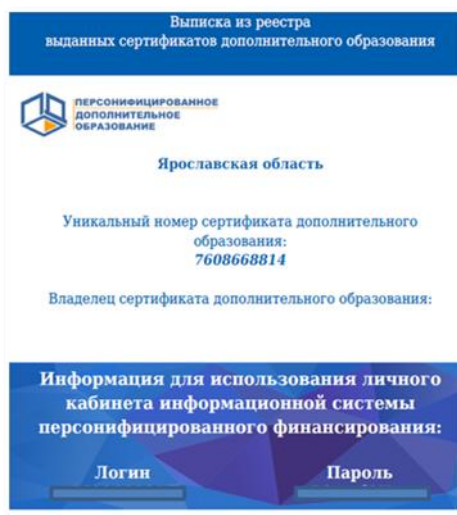 Выписка из реестра
выданных сертификатов дополнительного образования
ПЕРСОНИФИЦИРОВАННОЕ
ДОПОЛНИТЕЛЬНОЕ
ОБРАЗОВАНИЕ
Ярославская область
Уникальный номер сертификата дополнительного
образования:
7608668814
Владелец сертификата дополнительного образования:
Информация для использования личного
кабинета информационной системы
персонифицированного финансирования:
Логин Пароль